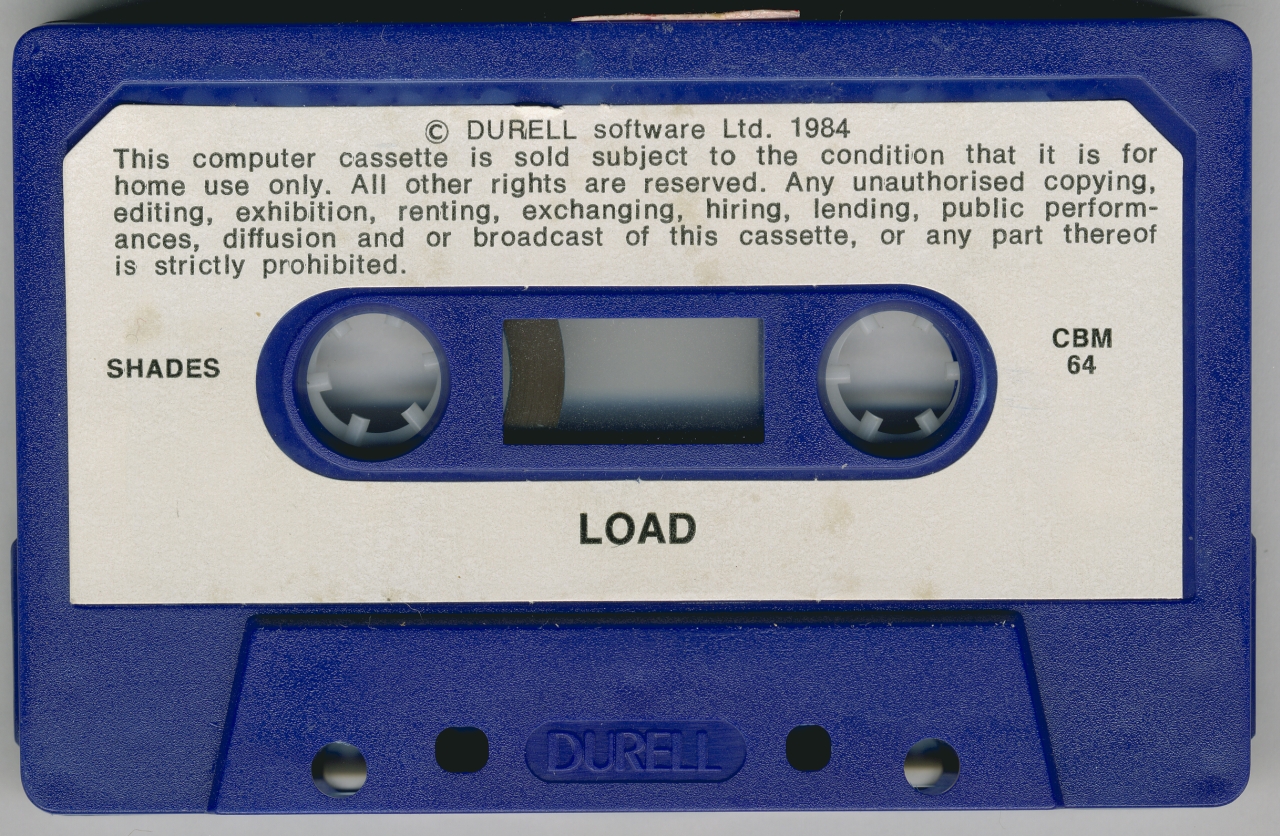 © DURELL software Ltd. 1984
This computer cassette is sold subject to the condition that it is for
home use only. All other rights are reserved. Any unauthorised copying,
editing, exhibition, renting, exchanging, hiring, lending, public perform-
ances, diffusion and or broadcast of this cassette, or any part thereof
is strictly prohibited.
SHADES
CBM
64
LOAD
DURELL